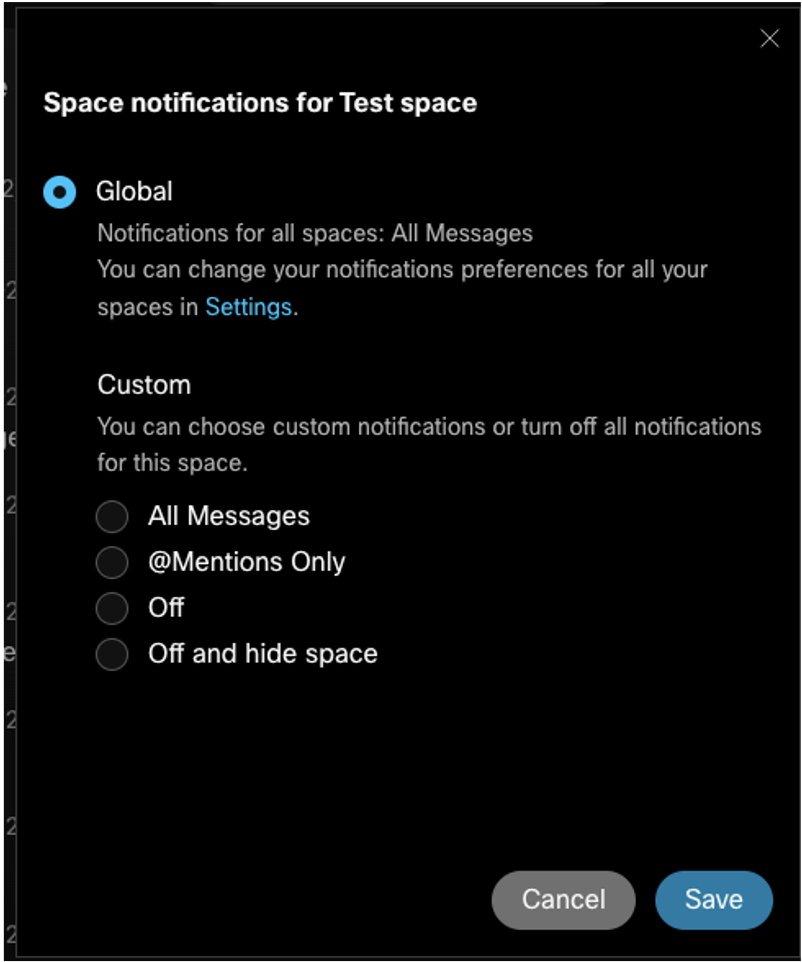 Space notifications for Test space
Global
Notifications for all spaces: All Messages
You can change your notifications preferences for all your
spaces in Settings.
Custom
You can choose custom notifications or turn off all notifications
for this space.
All Messages
@Mentions Only
Off
Off and hide space
Cancel
Save